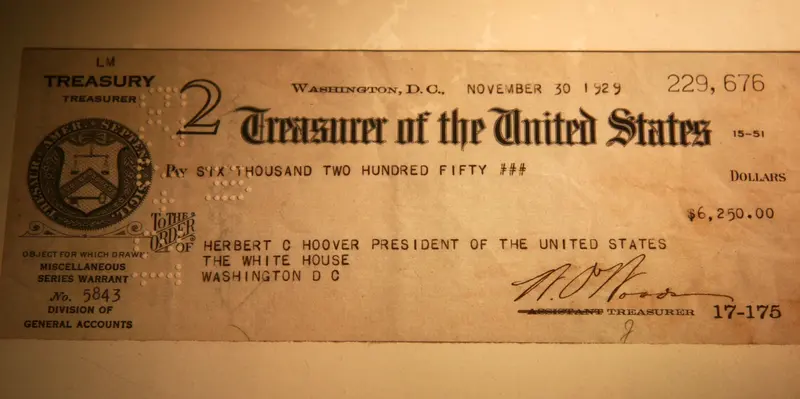 LM
TREASURY
TREASURER
2
WASHINGTON, D. C., NOVEMBER 30 1929 229,676
Treasurer of the United States 15-51
PAY SIX THOUSAND TWO HUNDRED FIFTY ###
DOLLARS
$6,250.00
TO THE ORDER OF
HERBERT C HOOVER PRESIDENT OF THE UNITED STATES
THE WHITE HOUSE
WASHINGTON D C
OBJECT FOR WHICH DRAWN
MISCELLANEOUS
SERIES WARRANT
No. 5843
DIVISION OF
GENERAL ACCOUNTS
ASSISTANT TREASURER 17-175